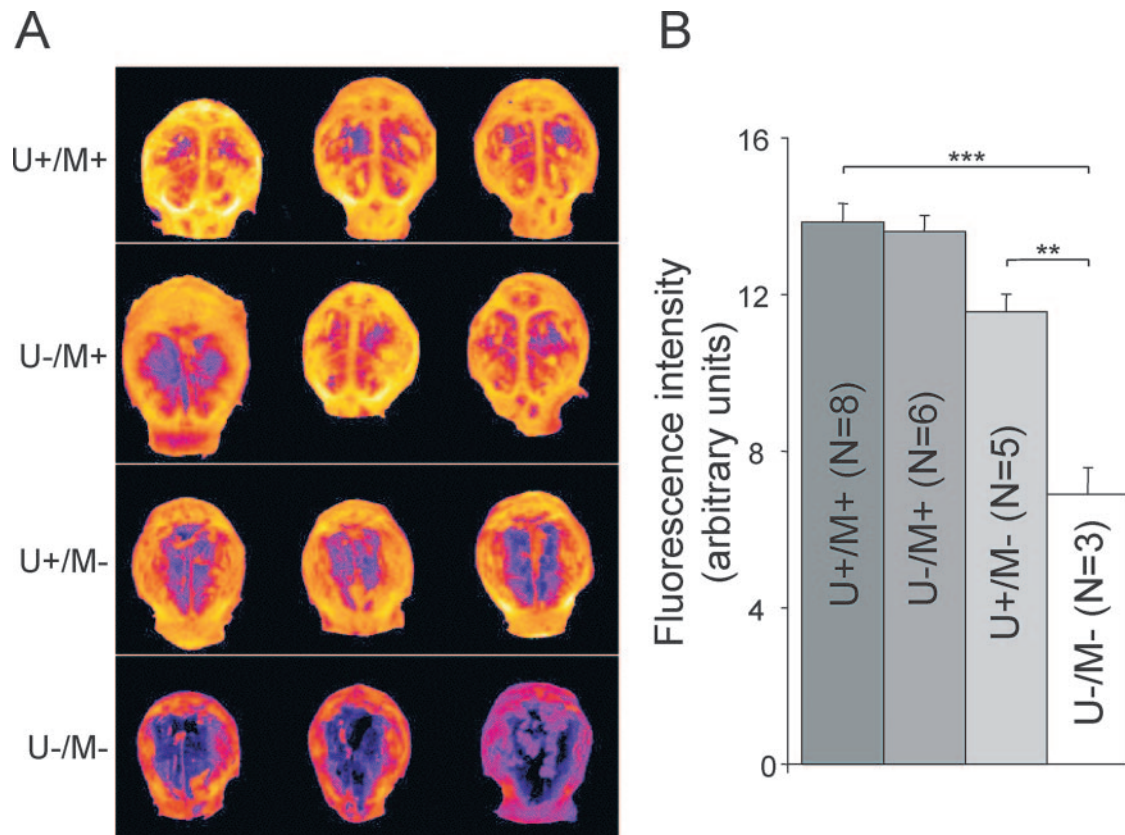 A
U+/M+
U-/M+
U+/M-
U-/M-
B
Fluorescence intensity
(arbitrary units)
16
12
8
4
0
***
**
U+/M+ (N=8)
U-/M+ (N=6)
U+/M- (N=5)
U-/M- (N=3)